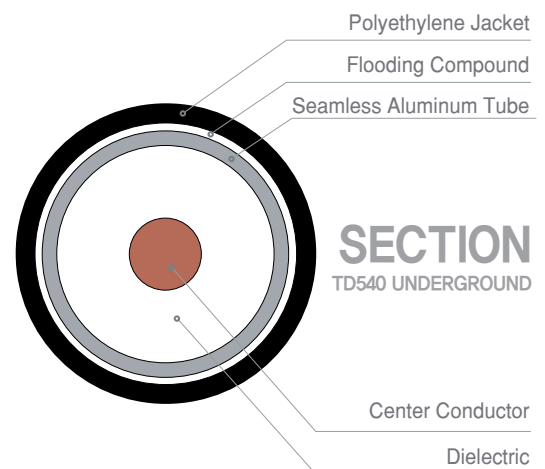 Polyethylene Jacket
Flooding Compound
Seamless Aluminum Tube
SECTION
TD540 UNDERGROUND
Center Conductor
Dielectric